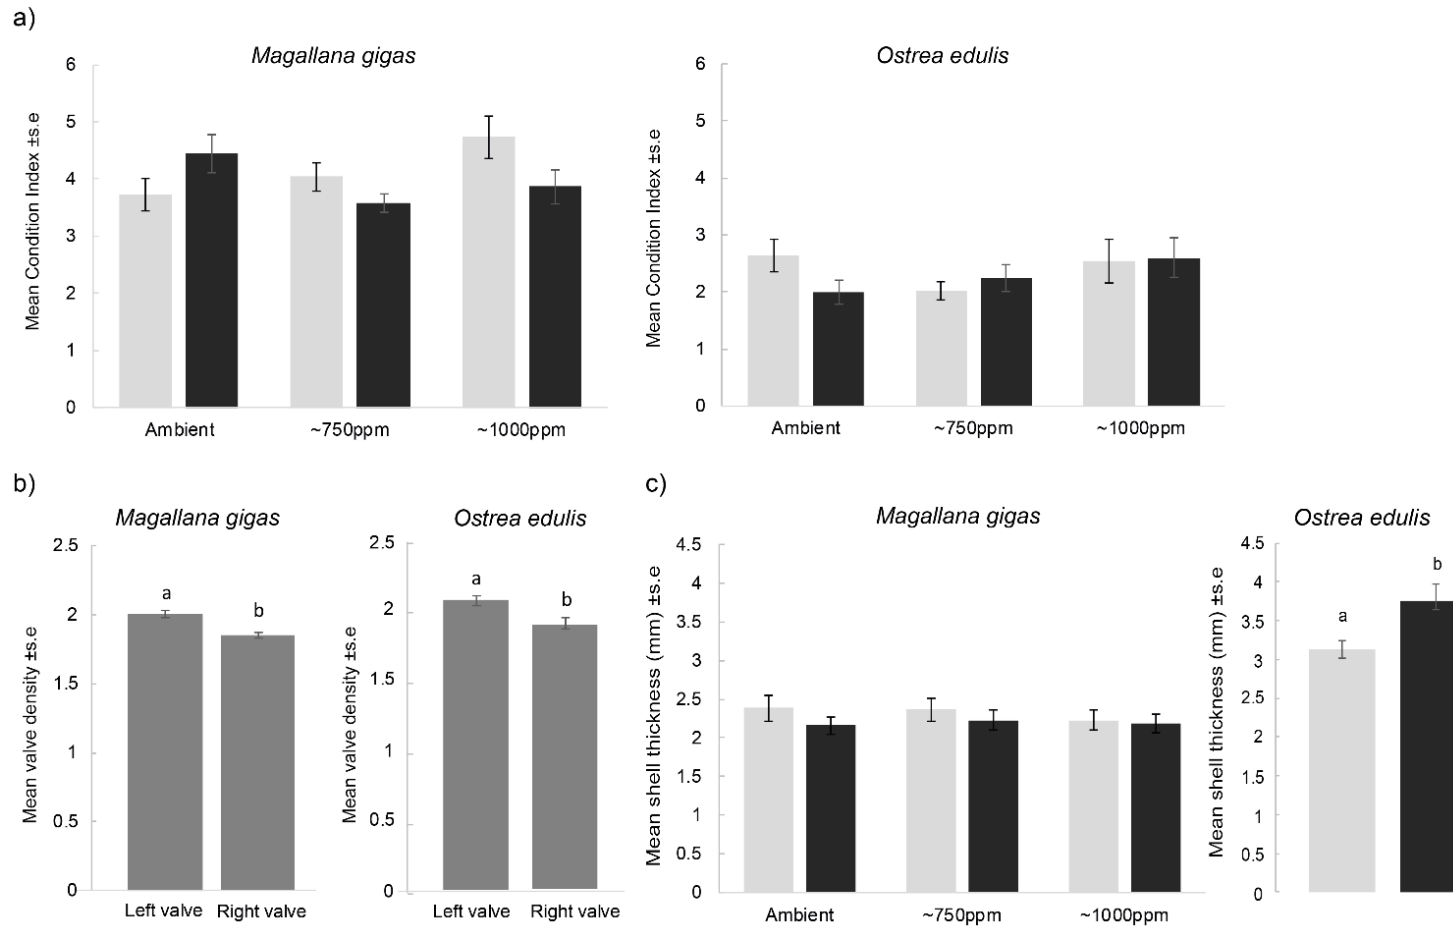 a)
Magallana gigas
Ostrea edulis
Mean Condition Index ±s.e
6
5
4
3
2
1
0
Ambient
~750ppm
~1000ppm
Mean Condition Index ±s.e
6
5
4
3
2
1
0
Ambient
~750ppm
~1000ppm
b)
Magallana gigas
Mean valve density ±s.e
2.5
2
1.5
1
0.5
0
a
b
Left valve
Right valve
Ostrea edulis
Mean valve density ±s.e
2.5
2
1.5
1
0.5
0
a
b
Left valve
Right valve
c)
Magallana gigas
Mean shell thickness (mm) ±s.e
4.5
4
3.5
3
2.5
2
1.5
1
0.5
0
Ambient
~750ppm
~1000ppm
Ostrea edulis
Mean shell thickness (mm) ±s.e
4.5
4
3.5
3
2.5
2
1.5
1
0.5
0
a
b